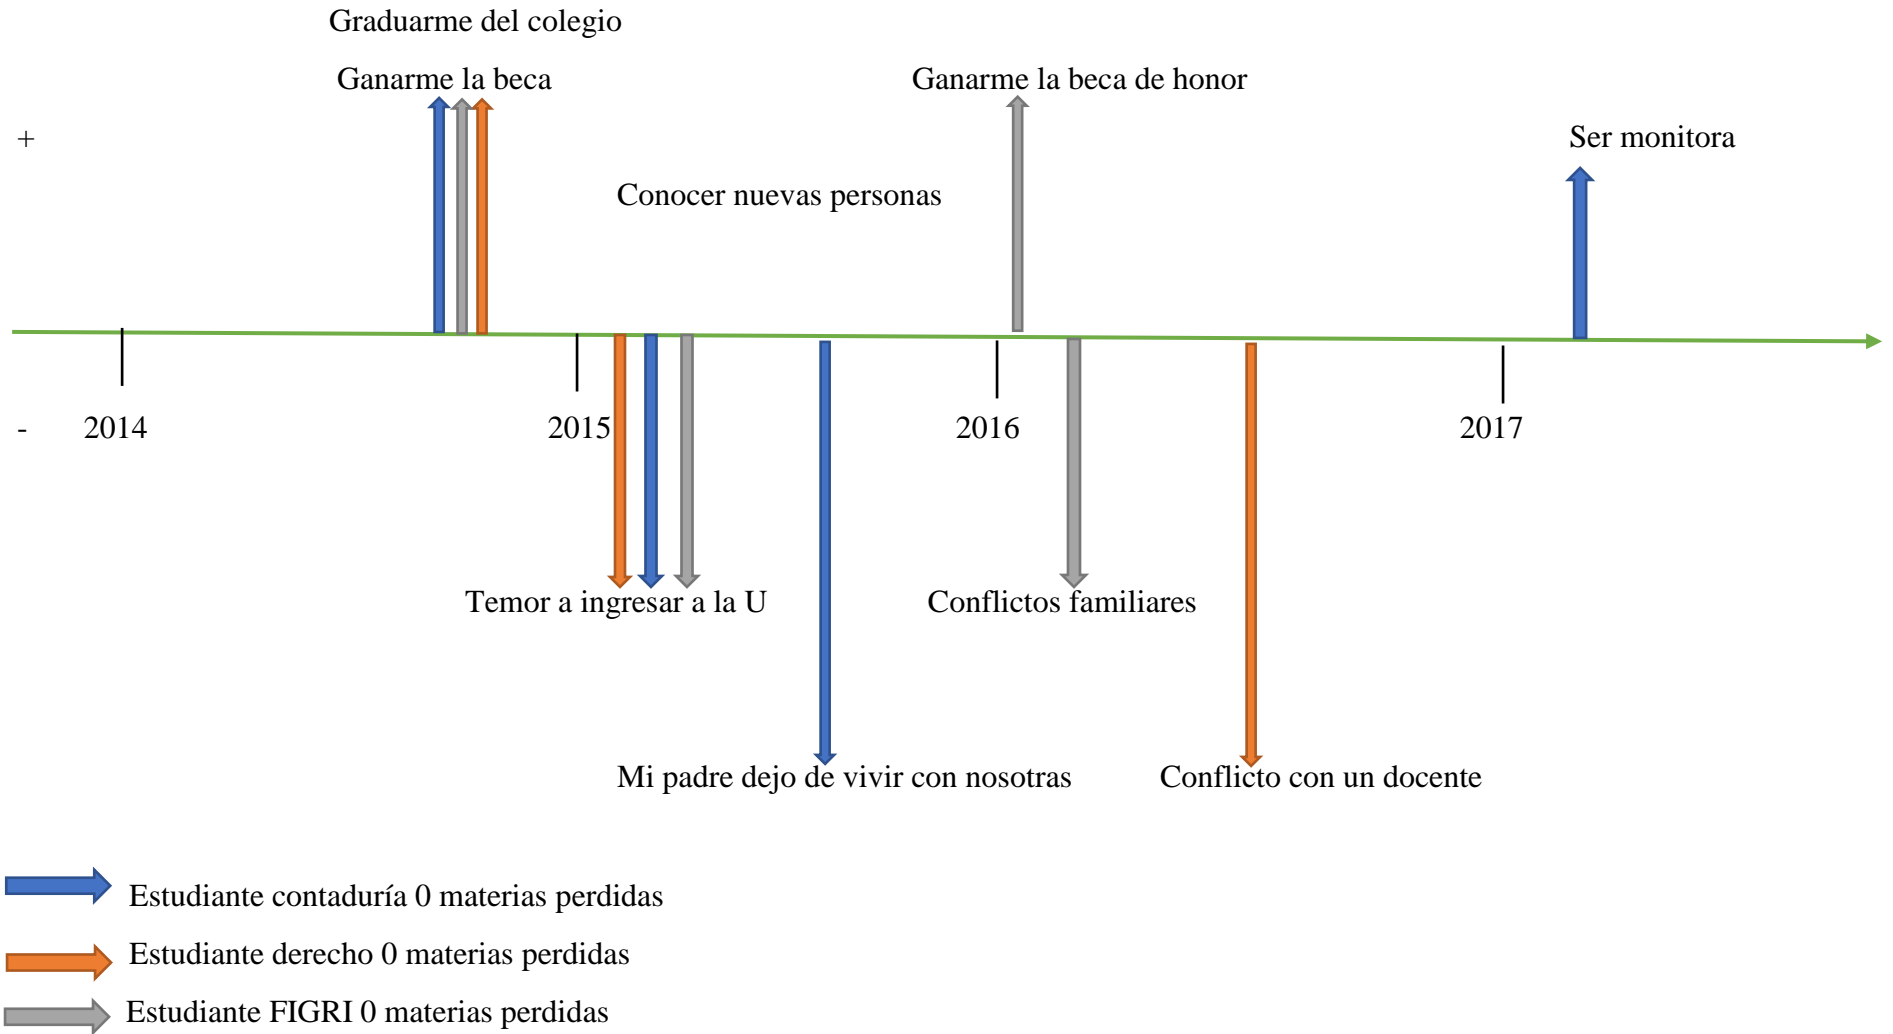 Graduarme del colegio
Ganarme la beca
Ganarme la beca de honor
+
Ser monitora
Conocer nuevas personas
-
2014
2015
2016
2017
Temor a ingresar a la U
Conflictos familiares
Mi padre dejo de vivir con nosotras
Conflicto con un docente
Estudiante contaduría 0 materias perdidas
Estudiante derecho 0 materias perdidas
Estudiante FIGRI 0 materias perdidas